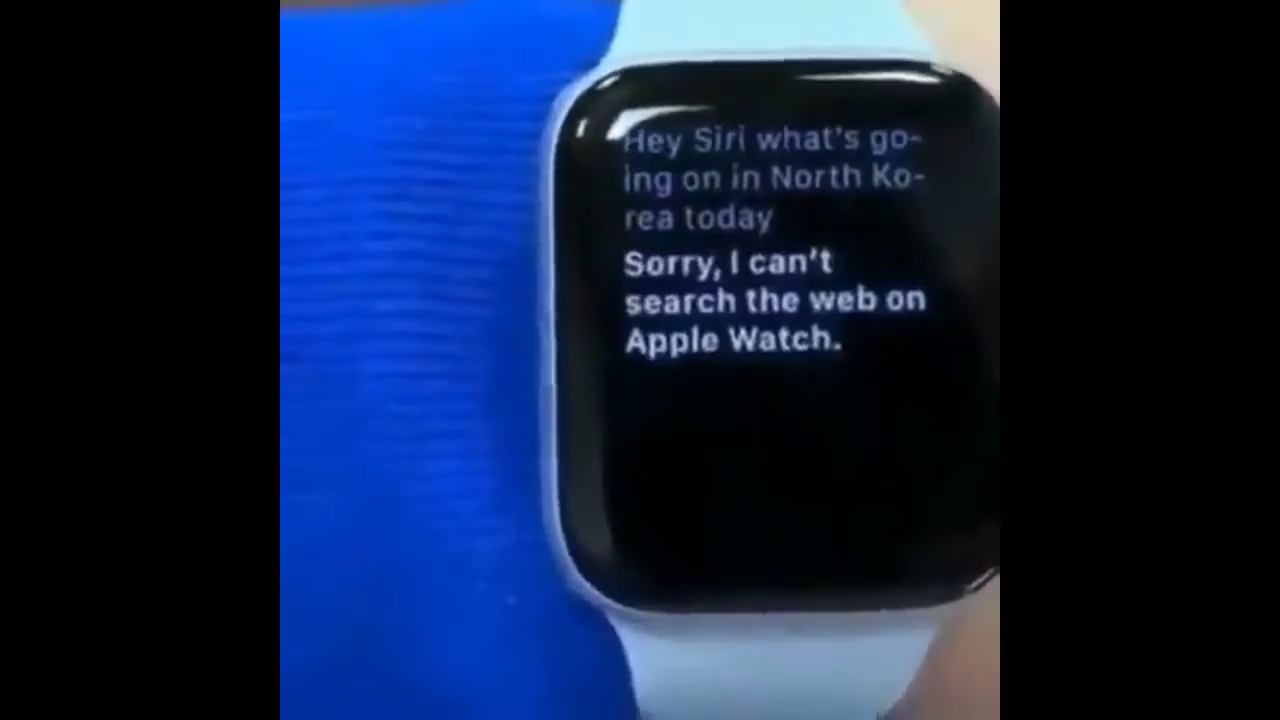 Hey Siri what's go-
ing on in North Ko-
rea today
Sorry, I can't
search the web on
Apple Watch.